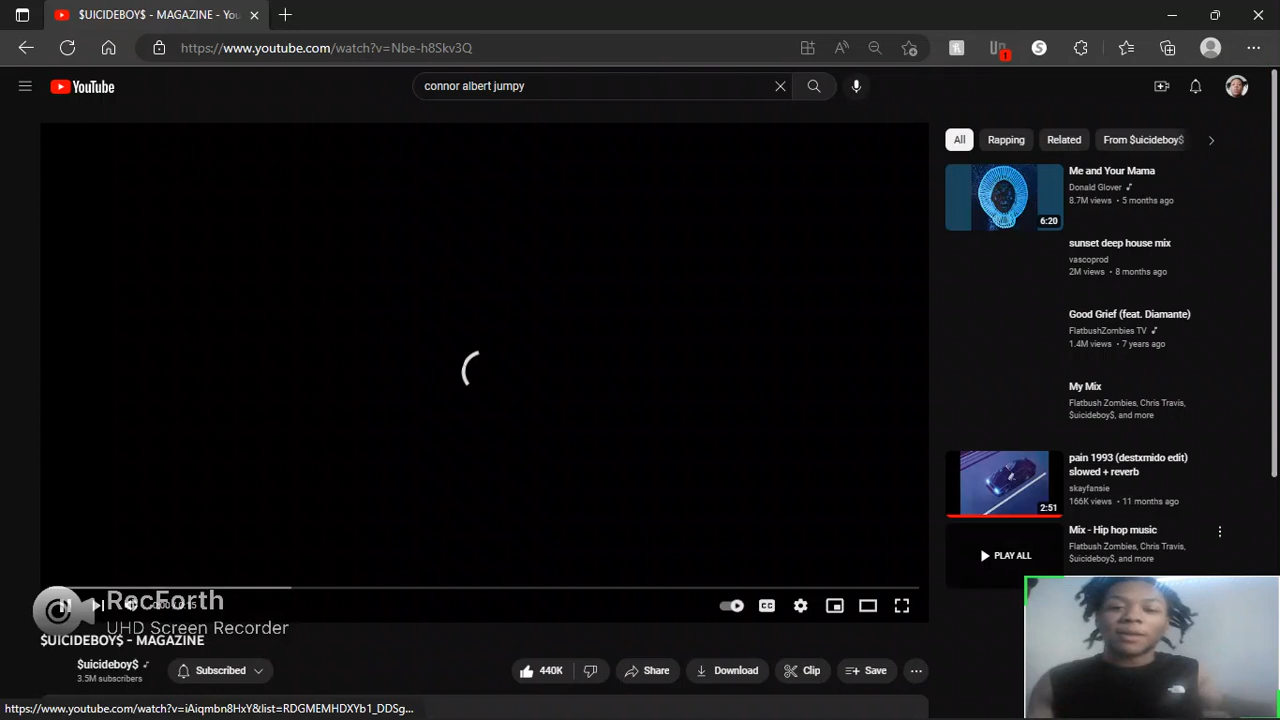 $UICIDEBOY$ - MAGAZINE - You
https://www.youtube.com/watch?v=Nbe-h8Skv3Q
1
YouTube
connor albert jumpy
All
Rapping
Related
From $uicideboy$
Me and Your Mama
Donald Glover
8.7M views • 5 months ago
6:20
sunset deep house mix
vascoprod
2M views • 8 months ago
Good Grief (feat. Diamante)
FlatbushZombies TV
1.4M views • 7 years ago
My Mix
Flatbush Zombies, Chris Travis,
$uicideboy$, and more
pain 1993 (destxmido edit)
slowed + reverb
skayfansie
166K views • 11 months ago
2:51
Mix - Hip hop music
Flatbush Zombies, Chris Travis,
$uicideboy$, and more
PLAY ALL
RecForth
UHD Screen Recorder
$UICIDEBOY$ - MAGAZINE
$uicideboy$
3.5M subscribers
Subscribed
440K
Share
Download
Clip
Save
https://www.youtube.com/watch?v=iAiqmbn8HxY&list=RDGMEMHDXYb1_DDSg...